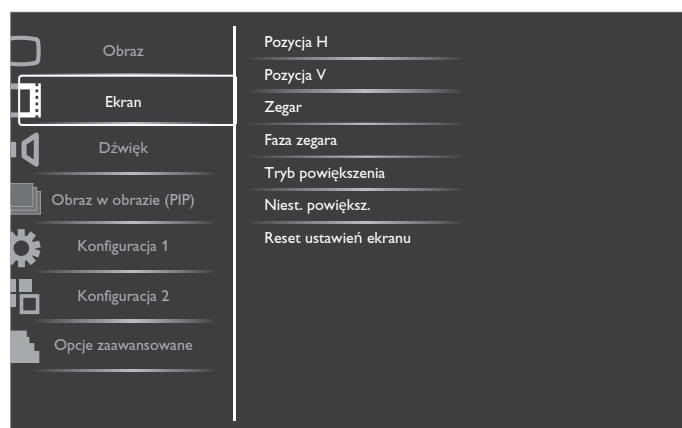 Obraz
Ekran
Dźwięk
Obraz w obrazie (PIP)
Konfiguracja 1
Konfiguracja 2
Opcje zaawansowane
Pozycja H
Pozycja V
Zegar
Faza zegara
Tryb powiększenia
Niest. powiększ.
Reset ustawień ekranu